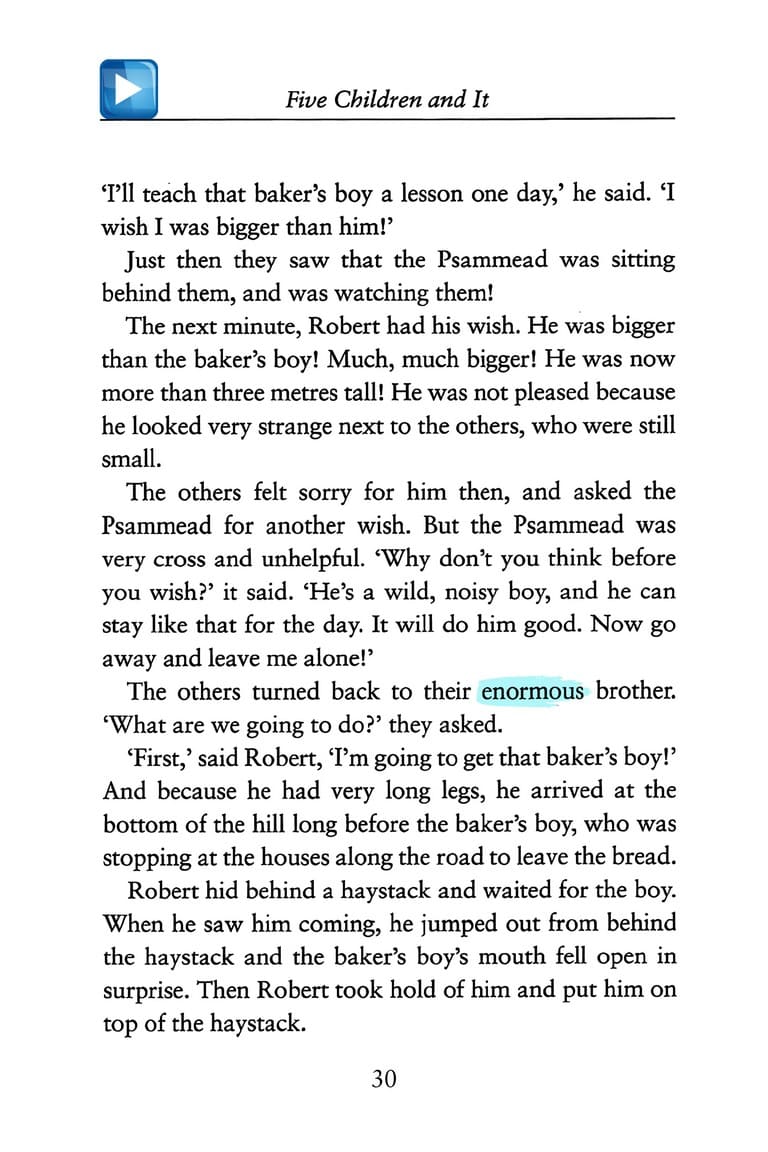 Five Children and It
‘I’ll teach that baker’s boy a lesson one day,’ he said. ‘I
wish I was bigger than him!’
Just then they saw that the Psammead was sitting
behind them, and was watching them!
The next minute, Robert had his wish. He was bigger
than the baker’s boy! Much, much bigger! He was now
more than three metres tall! He was not pleased because
he looked very strange next to the others, who were still
small.
The others felt sorry for him then, and asked the
Psammead for another wish. But the Psammead was
very cross and unhelpful. ‘Why don’t you think before
you wish?’ it said. ‘He’s a wild, noisy boy, and he can
stay like that for the day. It will do him good. Now go
away and leave me alone!’
The others turned back to their enormous brother.
‘What are we going to do?’ they asked.
‘First,’ said Robert, ‘I’m going to get that baker’s boy!’
And because he had very long legs, he arrived at the
bottom of the hill long before the baker’s boy, who was
stopping at the houses along the road to leave the bread.
Robert hid behind a haystack and waited for the boy.
When he saw him coming, he jumped out from behind
the haystack and the baker’s boy’s mouth fell open in
surprise. Then Robert took hold of him and put him on
top of the haystack.
30